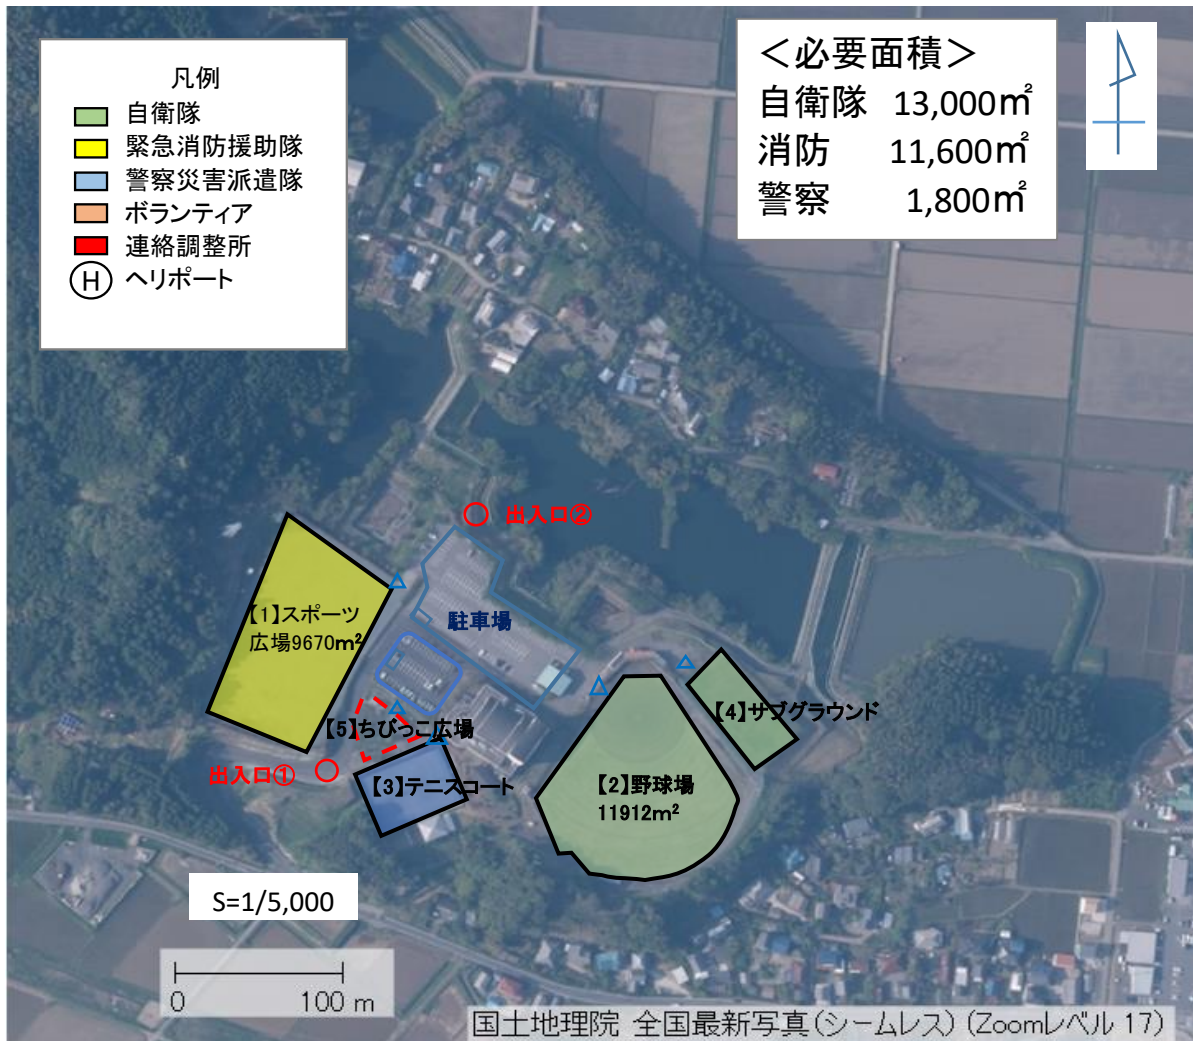 凡例
自衛隊
緊急消防援助隊
警察災害派遣隊
ボランティア
連絡調整所
H ヘリポート
＜必要面積＞
自衛隊 13,000㎡
消防 11,600㎡
警察 1,800㎡
出入口②
【1】スポーツ
広場9670m²
駐車場
【5】ちびっこ広場
【4】サブグラウンド
出入口①
【3】テニスコート
【2】野球場
11912m²
S=1/5,000
0 100 m
国土地理院 全国最新写真(シームレス) (Zoomレベル 17)